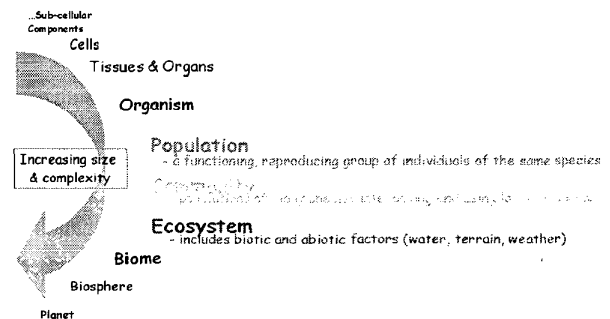 ...Sub-cellular
Components
Cells
Tissues & Organs
Organism
Population
- a functioning, reproducing group of individuals of the same species
Increasing size
& complexity
Community
Ecosystem
- includes biotic and abiotic factors (water, terrain, weather)
Biome
Biosphere
Planet